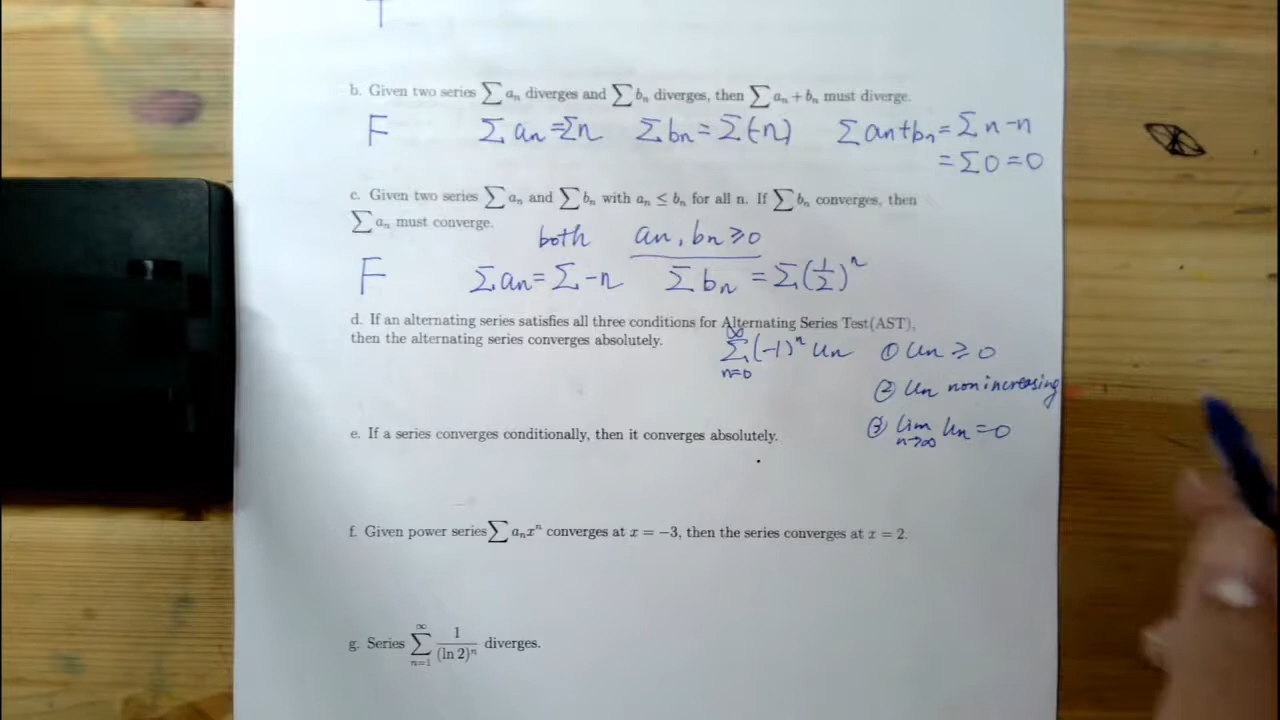 T
b. Given two series ∑ aₙ diverges and ∑ bₙ diverges, then ∑ aₙ + bₙ must diverge.
F ∑ an = ∑n ∑ bn = ∑(-n) ∑ an+bn = ∑ n-n
= ∑0 = 0
c. Given two series ∑ aₙ and ∑ bₙ with aₙ ≤ bₙ for all n. If ∑ bₙ converges, then
∑ aₙ must converge.
both an, bn ≥ 0
F ∑ an = ∑ -n ∑ bn = ∑(1/2)ⁿ
d. If an alternating series satisfies all three conditions for Alternating Series Test(AST),
then the alternating series converges absolutely.
∞
∑ (-1)ⁿ Un ① Un ≥ 0
n=0
② Un nonincreasing
③ lim Un = 0
n→∞
e. If a series converges conditionally, then it converges absolutely.
f. Given power series ∑ aₙxⁿ converges at x = −3, then the series converges at x = 2.
g. Series ∑ₙ₌₁^∞ 1/(ln 2)ⁿ diverges.